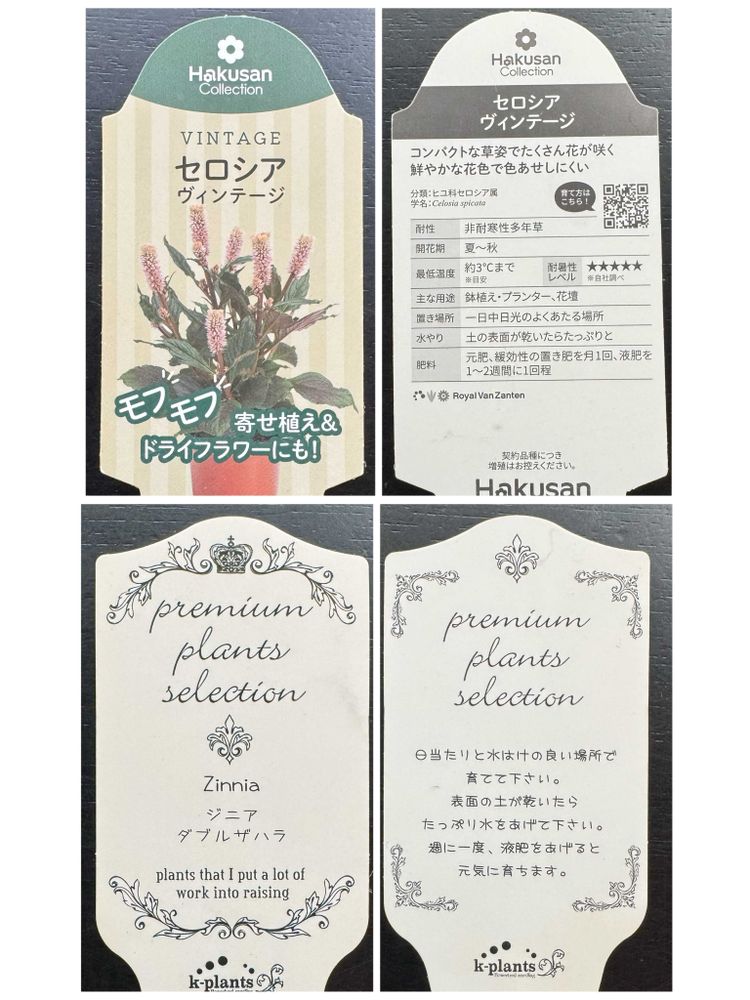 Hakusan
Collection
VINTAGE
セロシア
ヴィンテージ
モフモフ
寄せ植え&
ドライフラワーにも!
Hakusan
Collection
セロシア
ヴィンテージ
コンパクトな草姿でたくさん花が咲く
鮮やかな花色で色あせしにくい
分類:ヒユ科セロシア属
学名:Celosia spicata
育て方は
こちら!
耐性 非耐寒性多年草
開花期 夏〜秋
最低温度 約3℃まで ※目安 耐暑性レベル ★★★★★ ※自社調べ
主な用途 鉢植え・プランター、花壇
置き場所 一日中日光のよくあたる場所
水やり 土の表面が乾いたらたっぷりと
肥料 元肥、緩効性の置き肥を月1回、液肥を
1〜2週間に1回程
Royal Van Zanten
契約品種につき
増殖はお控えください。
Hakusan
premium
plants
selection
Zinnia
ジニア
ダブルザハラ
plants that I put a lot of
work into raising
k-plants
premium
plants
selection
日当たりと水はけの良い場所で
育てて下さい。
表面の土が乾いたら
たっぷり水をあげて下さい。
週に一度、液肥をあげると
元気に育ちます。
k-plants